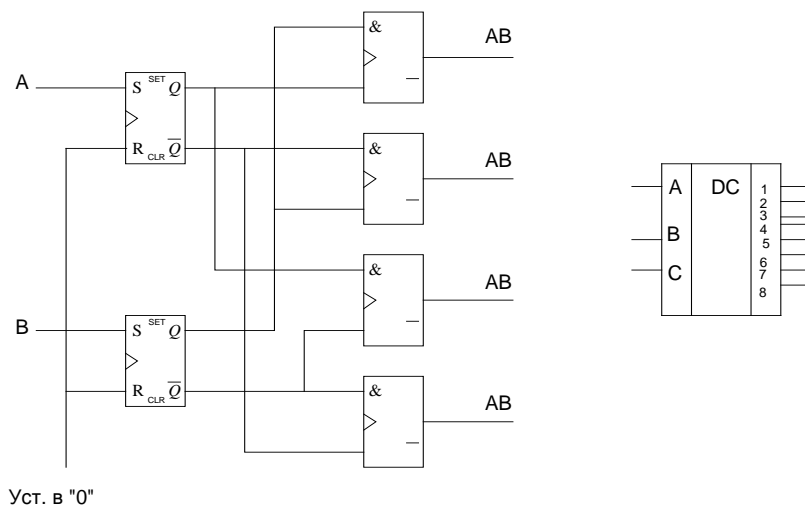 &
AB
A
S SET Q
R CLR Q̅
&
AB
A DC 1
2
3
4
B 5
6
C 7
8
&
AB
B
S SET Q
R CLR Q̅
&
AB
Уст. в "0"